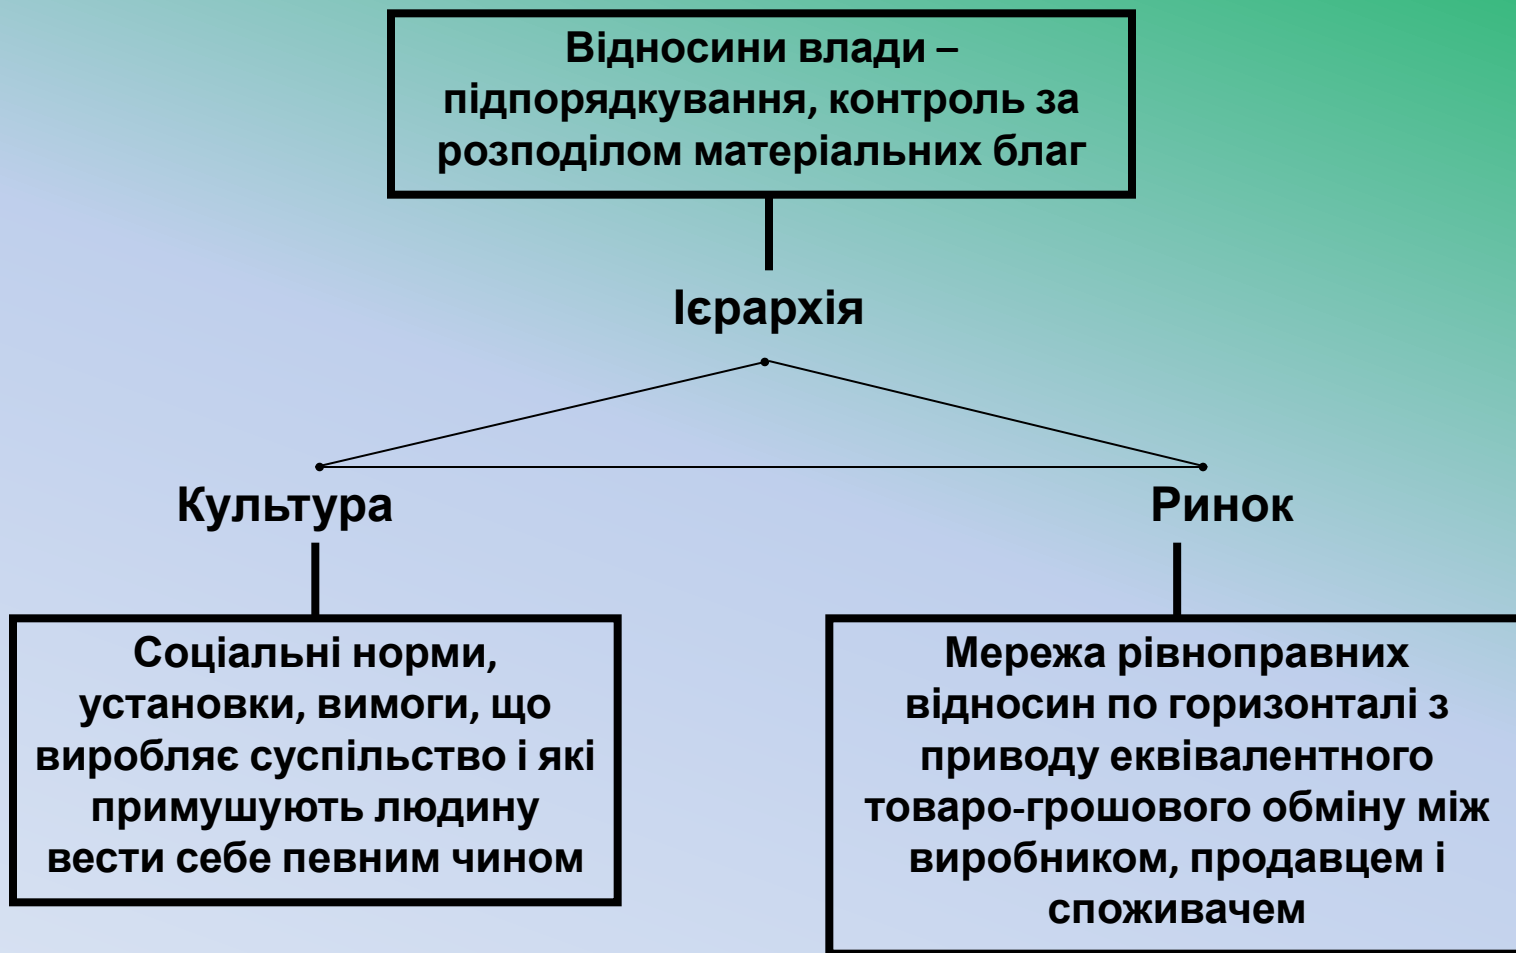 Відносини влади –
підпорядкування, контроль за
розподілом матеріальних благ
Ієрархія
Культура
Ринок
Соціальні норми,
установки, вимоги, що
виробляє суспільство і які
примушують людину
вести себе певним чином
Мережа рівноправних
відносин по горизонталі з
приводу еквівалентного
товаро-грошового обміну між
виробником, продавцем і
споживачем